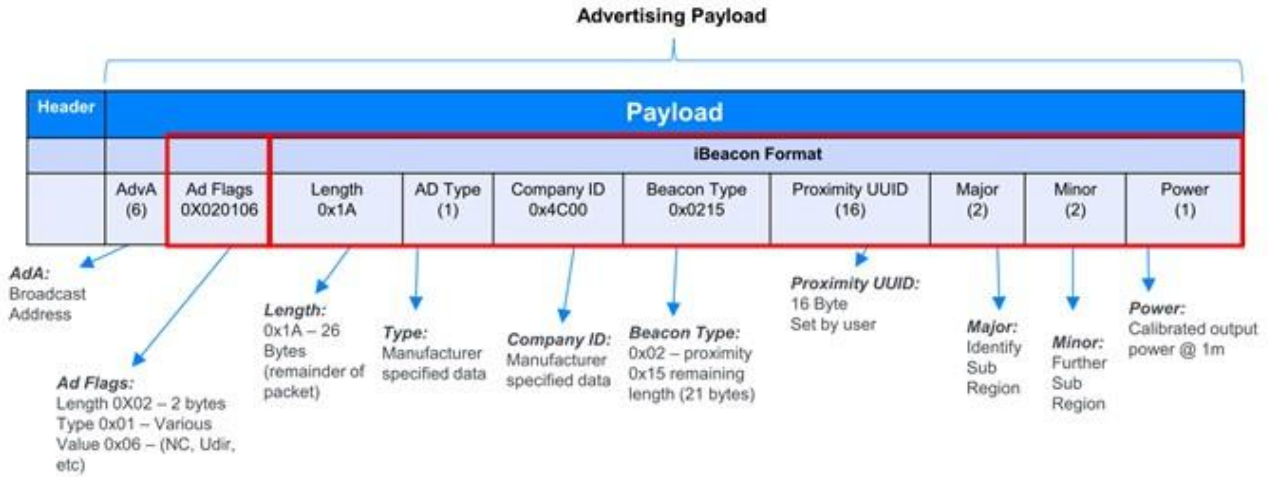 Advertising Payload
Header
Payload
iBeacon Format
AdvA
(6)
Ad Flags
0X020106
Length
0x1A
AD Type
(1)
Company ID
0x4C00
Beacon Type
0x0215
Proximity UUID
(16)
Major
(2)
Minor
(2)
Power
(1)
AdA:
Broadcast
Address
Ad Flags:
Length 0X02 – 2 bytes
Type 0x01 – Various
Value 0x06 – (NC, Udir,
etc)
Length:
0x1A – 26
Bytes
(remainder of
packet)
Type:
Manufacturer
specified data
Company ID:
Manufacturer
specified data
Beacon Type:
0x02 – proximity
0x15 remaining
length (21 bytes)
Proximity UUID:
16 Byte
Set by user
Major:
Identify
Sub
Region
Minor:
Further
Sub
Region
Power:
Calibrated output
power @ 1m